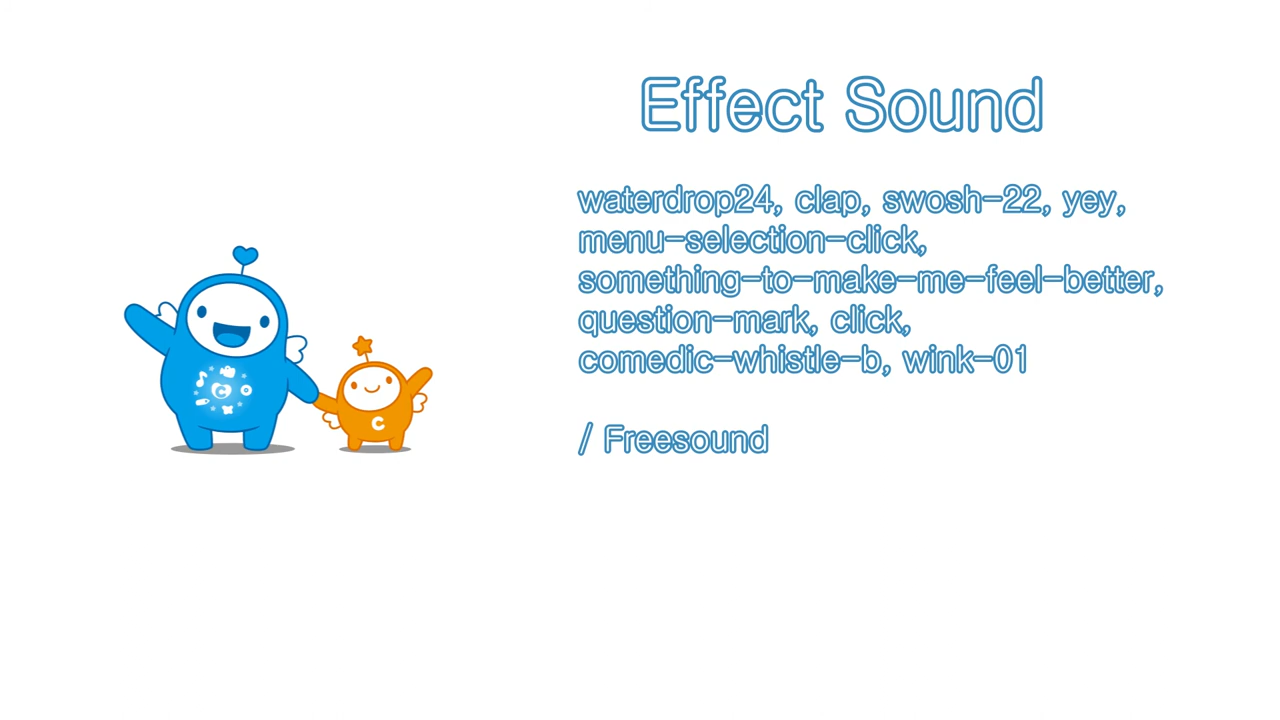 Effect Sound
waterdrop24, clap, swosh-22, yey,
menu-selection-click,
something-to-make-me-feel-better,
question-mark, click,
comedic-whistle-b, wink-01
/ Freesound
C
C